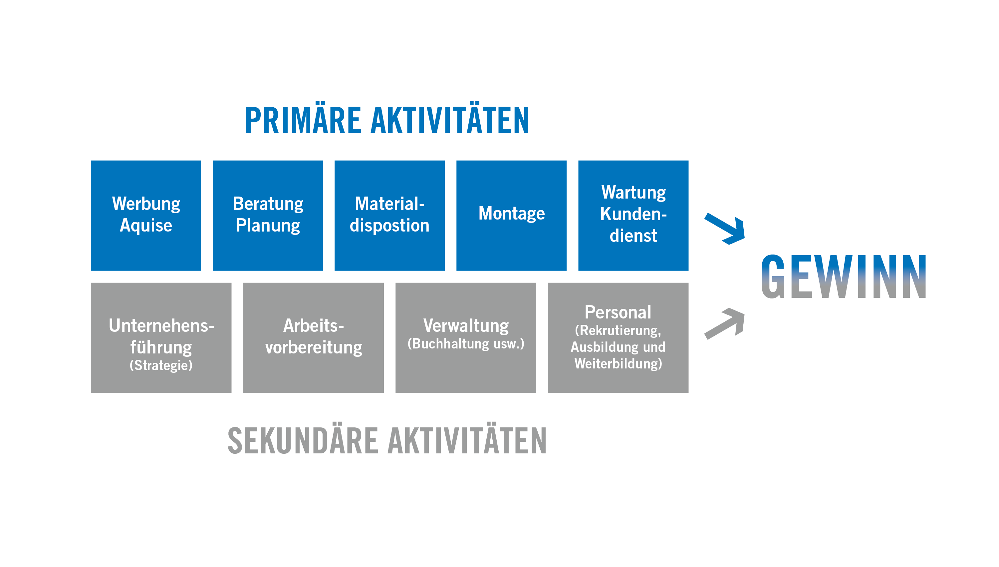 PRIMÄRE AKTIVITÄTEN
Werbung
Aquise
Beratung
Planung
Material-
dispostion
Montage
Wartung
Kunden-
dienst
GEWINN
Unternehens-
führung
(Strategie)
Arbeits-
vorbereitung
Verwaltung
(Buchhaltung usw.)
Personal
(Rekrutierung,
Ausbildung und
Weiterbildung)
SEKUNDÄRE AKTIVITÄTEN